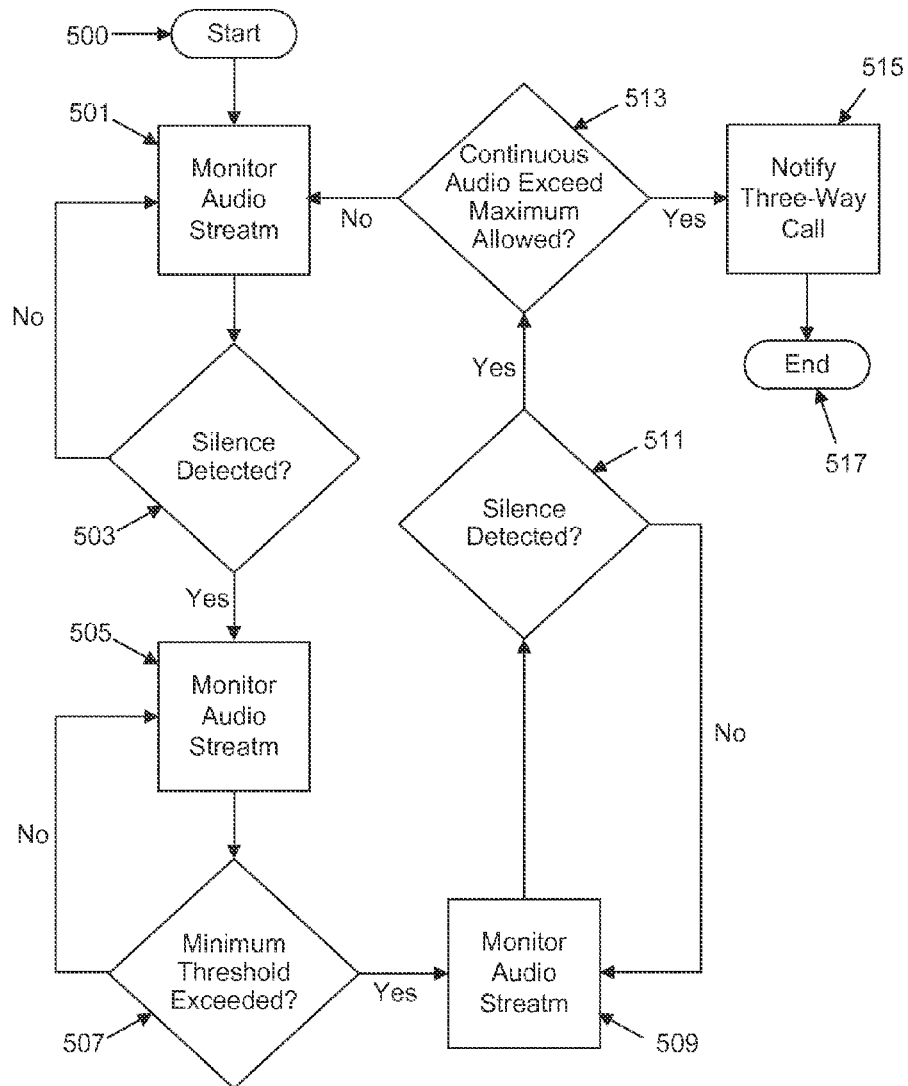 500
Start
501
Monitor
Audio
Streatm
No
513
Continuous
Audio Exceed
Maximum
Allowed?
Yes
515
Notify
Three-Way
Call
End
517
No
Silence
Detected?
503
Yes
Yes
511
Silence
Detected?
No
505
Monitor
Audio
Streatm
No
Minimum
Threshold
Exceeded?
507
Yes
Monitor
Audio
Streatm
509